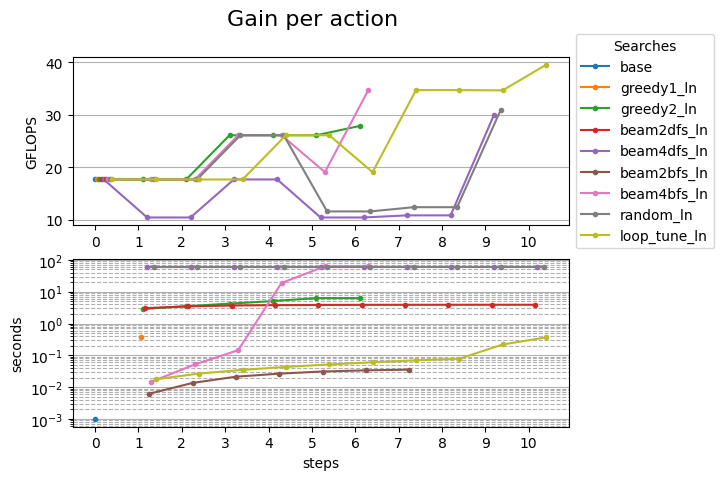 Gain per action
40
30
20
10
GFLOPS
0 1 2 3 4 5 6 7 8 9 10
Searches
base
greedy1_ln
greedy2_ln
beam2dfs_ln
beam4dfs_ln
beam2bfs_ln
beam4bfs_ln
random_ln
loop_tune_ln
10²
10¹
10⁰
10⁻¹
10⁻²
10⁻³
seconds
0 1 2 3 4 5 6 7 8 9 10
steps